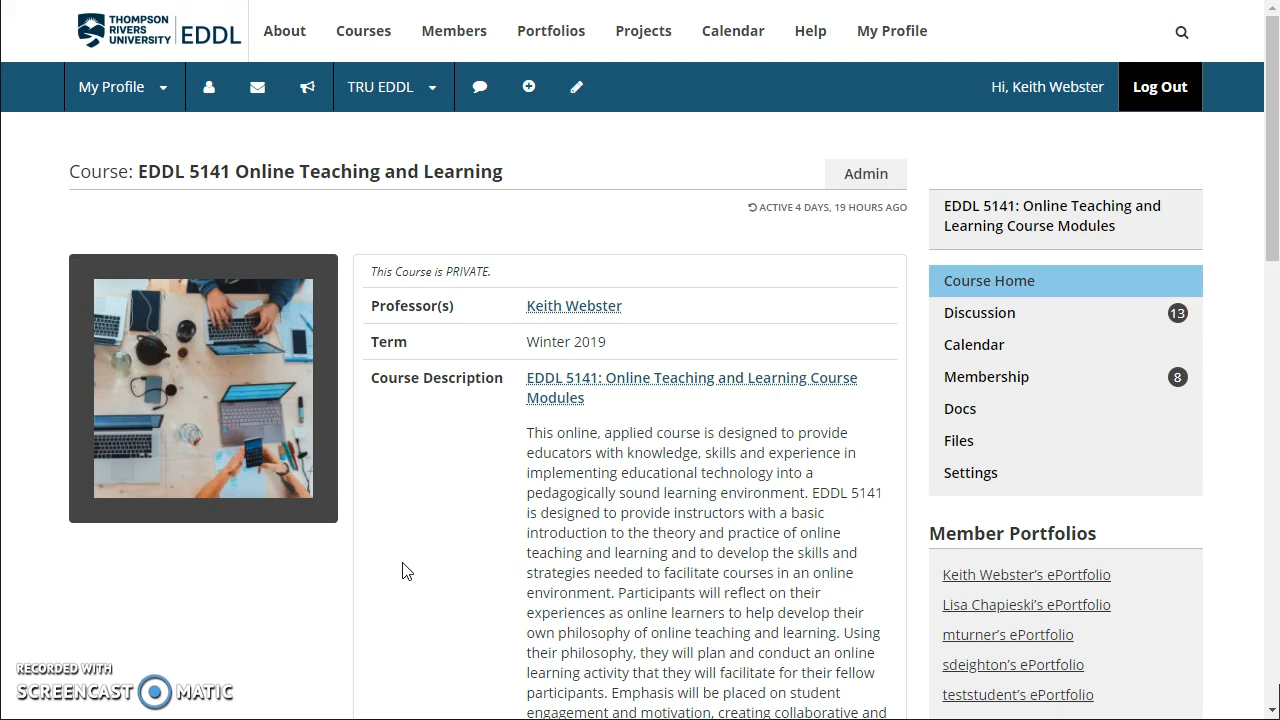 THOMPSON
RIVERS
UNIVERSITY
EDDL
About
Courses
Members
Portfolios
Projects
Calendar
Help
My Profile
My Profile
TRU EDDL
Hi, Keith Webster
Log Out
Course: EDDL 5141 Online Teaching and Learning
Admin
ACTIVE 4 DAYS, 19 HOURS AGO
This Course is PRIVATE.
Professor(s)
Keith Webster
Term
Winter 2019
Course Description
EDDL 5141: Online Teaching and Learning Course
Modules
This online, applied course is designed to provide
educators with knowledge, skills and experience in
implementing educational technology into a
pedagogically sound learning environment. EDDL 5141
is designed to provide instructors with a basic
introduction to the theory and practice of online
teaching and learning and to develop the skills and
strategies needed to facilitate courses in an online
environment. Participants will reflect on their
experiences as online learners to help develop their
own philosophy of online teaching and learning. Using
their philosophy, they will plan and conduct an online
learning activity that they will facilitate for their fellow
participants. Emphasis will be placed on student
engagement and motivation, creating collaborative and
EDDL 5141: Online Teaching and
Learning Course Modules
Course Home
Discussion 13
Calendar
Membership 8
Docs
Files
Settings
Member Portfolios
Keith Webster’s ePortfolio
Lisa Chapieski’s ePortfolio
mturner’s ePortfolio
sdeighton’s ePortfolio
teststudent’s ePortfolio
RECORDED WITH
SCREENCAST MATIC